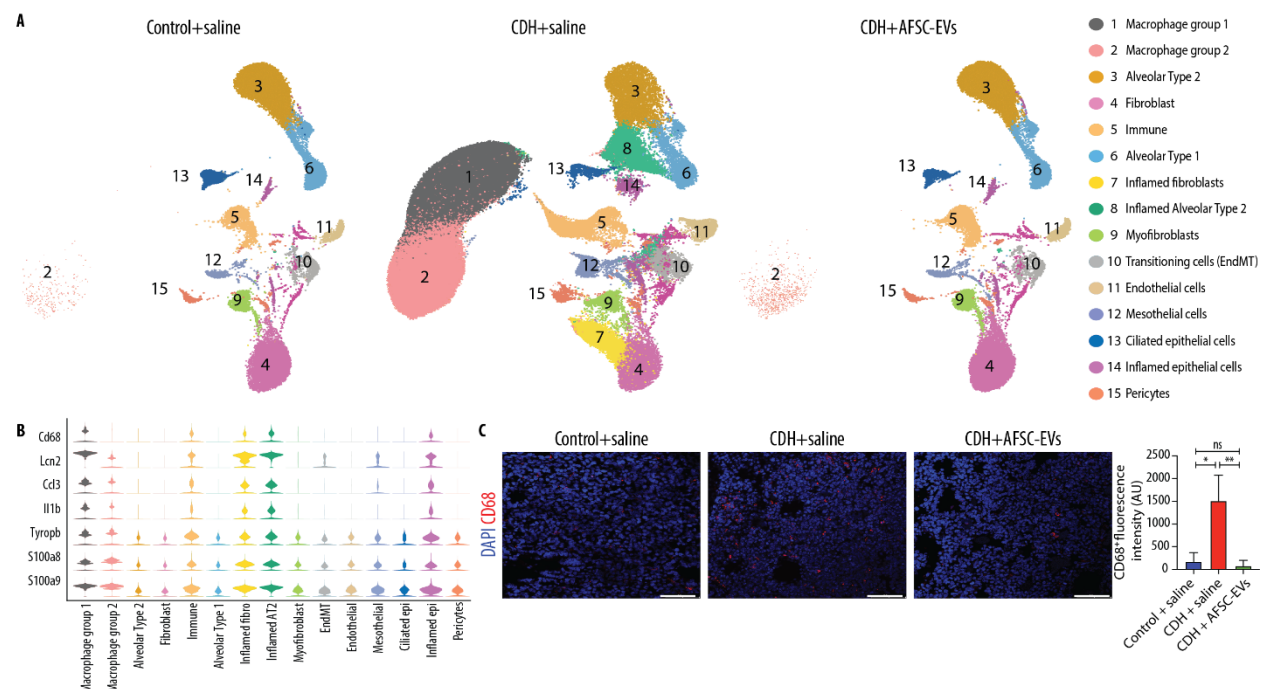 A
Control+saline
CDH+saline
CDH+AFSC-EVs
3
6
13
14
5
11
2
12
10
15
9
4
3
8
1
13
6
14
5
11
2
12
10
15
9
7
4
3
6
13
14
5
11
2
12
10
15
9
4
1 Macrophage group 1
2 Macrophage group 2
3 Alveolar Type 2
4 Fibroblast
5 Immune
6 Alveolar Type 1
7 Inflamed fibroblasts
8 Inflamed Alveolar Type 2
9 Myofibroblasts
10 Transitioning cells (EndMT)
11 Endothelial cells
12 Mesothelial cells
13 Ciliated epithelial cells
14 Inflamed epithelial cells
15 Pericytes
B
Cd68
Lcn2
Ccl3
Il1b
Tyropb
S100a8
S100a9
Macrophage group 1
Macrophage group 2
Alveolar Type 2
Fibroblast
Immune
Alveolar Type 1
Inflamed fibro
Inflamed AT2
Myofibroblast
EndMT
Endothelial
Mesothelial
Ciliated epi
Inflamed epi
Pericytes
C
Control+saline
CDH+saline
CDH+AFSC-EVs
DAPI CD68
ns
* **
CD68+fluorescence
intensity (AU)
2500
2000
1500
1000
500
0
Control + saline
CDH + saline
CDH + AFSC-EVs